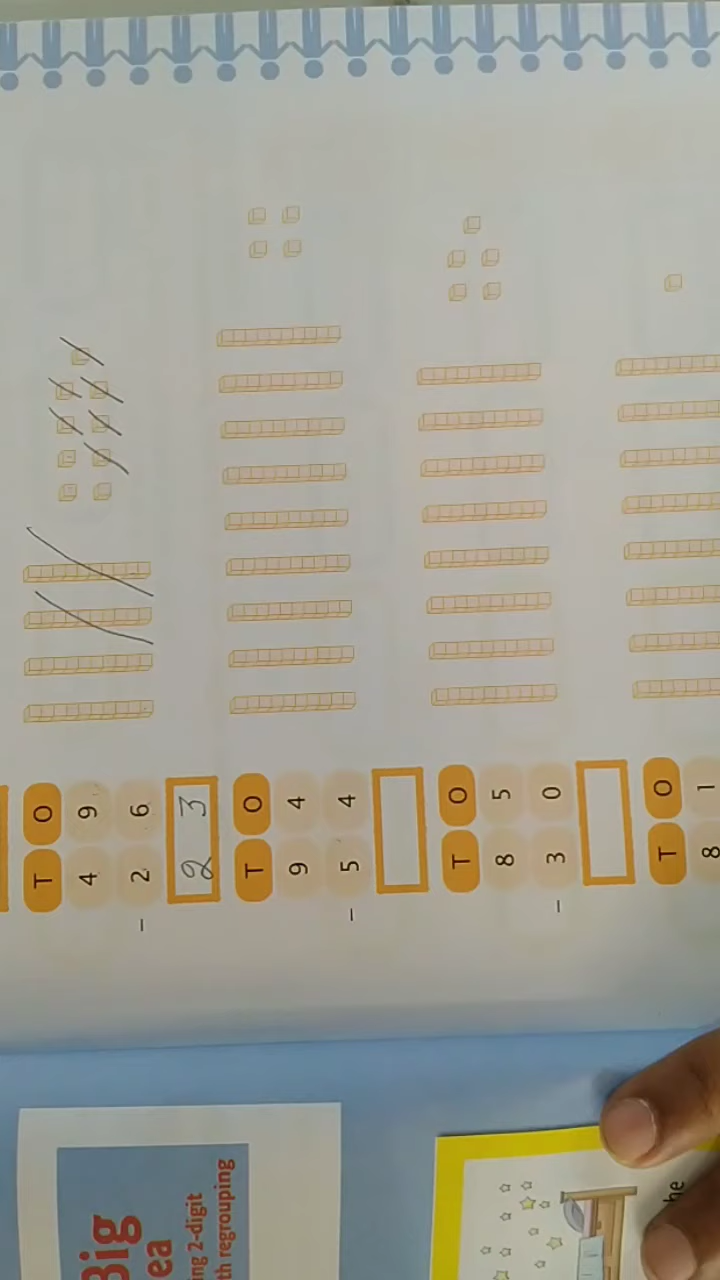 T O
4 9
- 2 6
2 3
T O
9 4
- 5 4
T O
8 5
- 3 0
T O
8 1
Big
ea
ng 2-digit
th regrouping
he